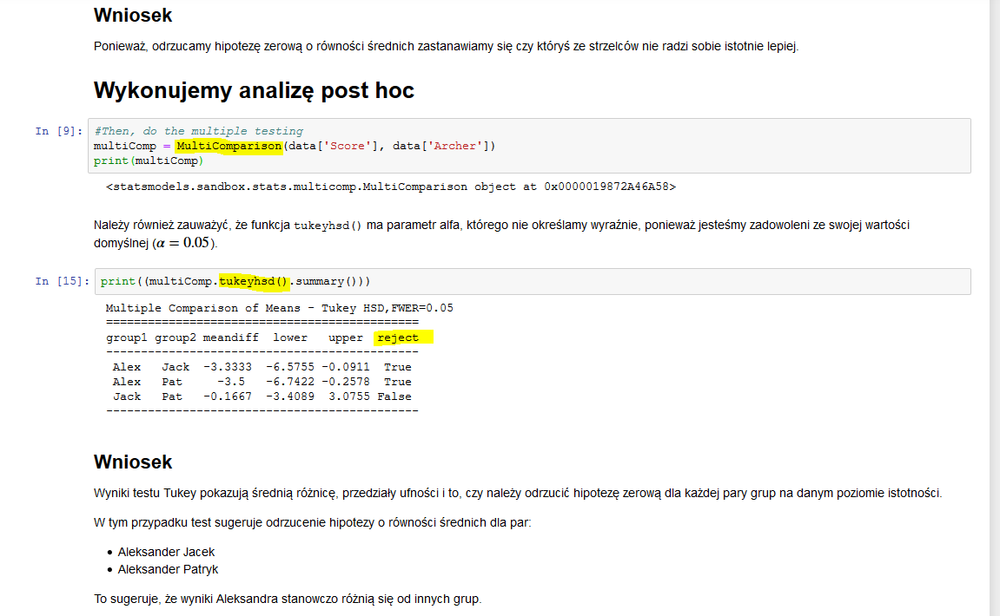 Wniosek
Ponieważ, odrzucamy hipotezę zerową o równości średnich zastanawiamy się czy któryś ze strzelców nie radzi sobie istotnie lepiej.
Wykonujemy analizę post hoc
In [9]: #Then, do the multiple testing
multiComp = MultiComparison(data['Score'], data['Archer'])
print(multiComp)
<statsmodels.sandbox.stats.multicomp.MultiComparison object at 0x0000019872A46A58>
Należy również zauważyć, że funkcja tukeyhsd() ma parametr alfa, którego nie określamy wyraźnie, ponieważ jesteśmy zadowoleni ze swojej wartości
domyślnej (α = 0.05).
In [15]: print((multiComp.tukeyhsd().summary()))
Multiple Comparison of Means - Tukey HSD,FWER=0.05
=============================================
group1 group2 meandiff lower upper reject
---------------------------------------------
Alex Jack -3.3333 -6.5755 -0.0911 True
Alex Pat -3.5 -6.7422 -0.2578 True
Jack Pat -0.1667 -3.4089 3.0755 False
---------------------------------------------
Wniosek
Wyniki testu Tukey pokazują średnią różnicę, przedziały ufności i to, czy należy odrzucić hipotezę zerową dla każdej pary grup na danym poziomie istotności.
W tym przypadku test sugeruje odrzucenie hipotezy o równości średnich dla par:
• Aleksander Jacek
• Aleksander Patryk
To sugeruje, że wyniki Aleksandra stanowczo różnią się od innych grup.